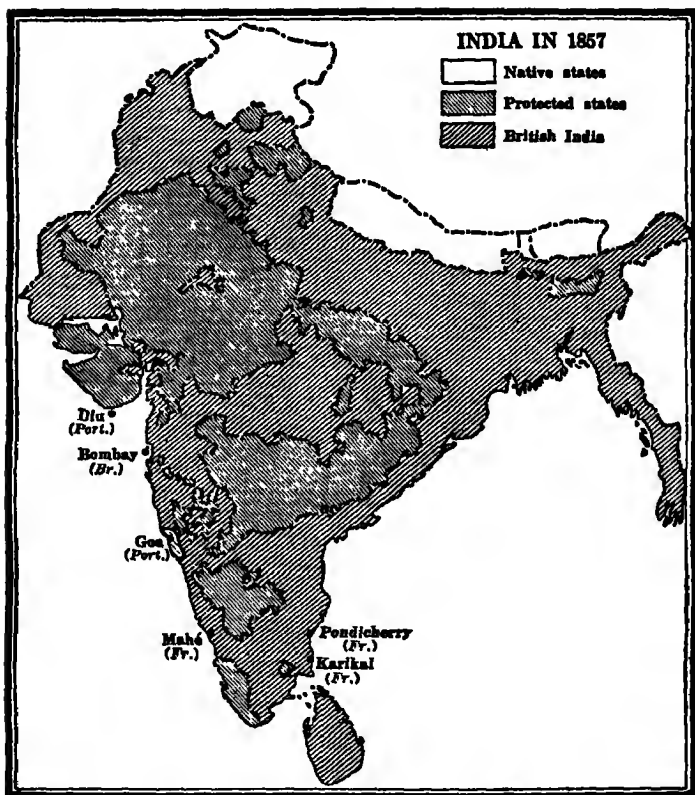 INDIA IN 1857
Native states
Protected states
British India
Diu
(Port.)
Bombay
(Br.)
Goa
(Port.)
Mahé
(Fr.)
Pondicherry
(Fr.)
Karikal
(Fr.)